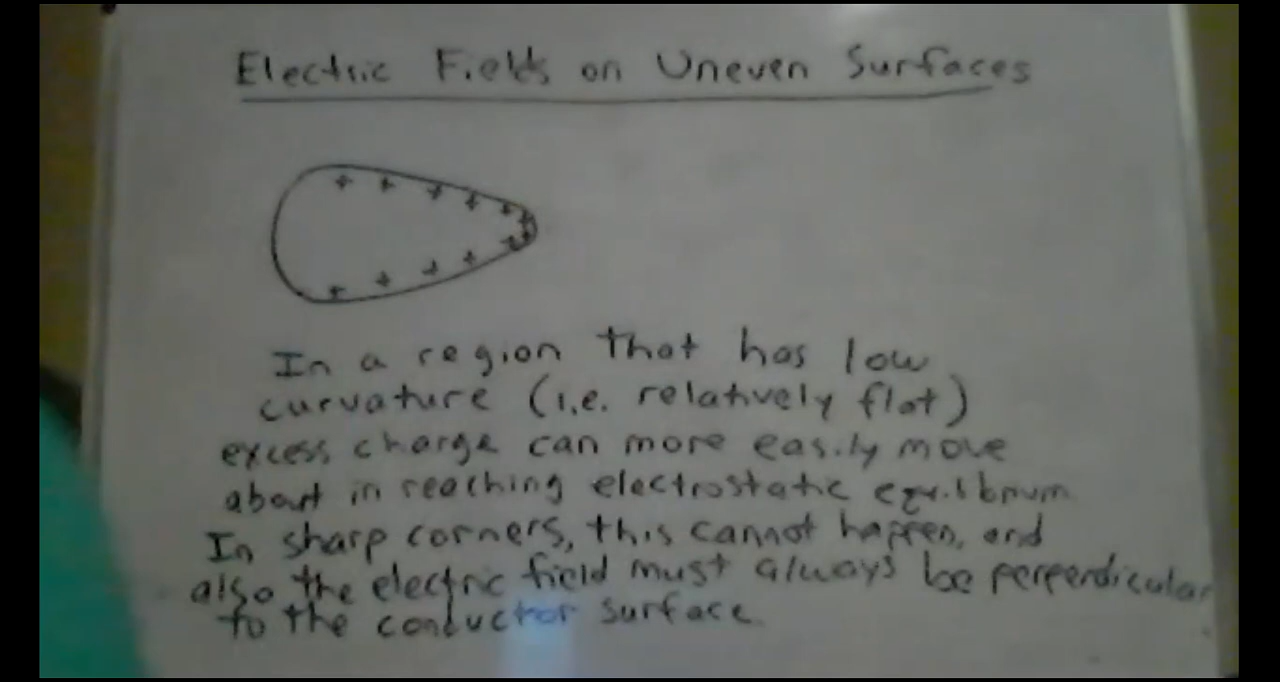 Electric Fields on Uneven Surfaces
+ + + + + +
+ + + + +
In a region that has low
curvature (i.e. relatively flat)
excess charge can more easily move
about in reaching electrostatic equilibrium
In sharp corners, this cannot happen, and
also the electric field must always be perpendicular
to the conductor surface.